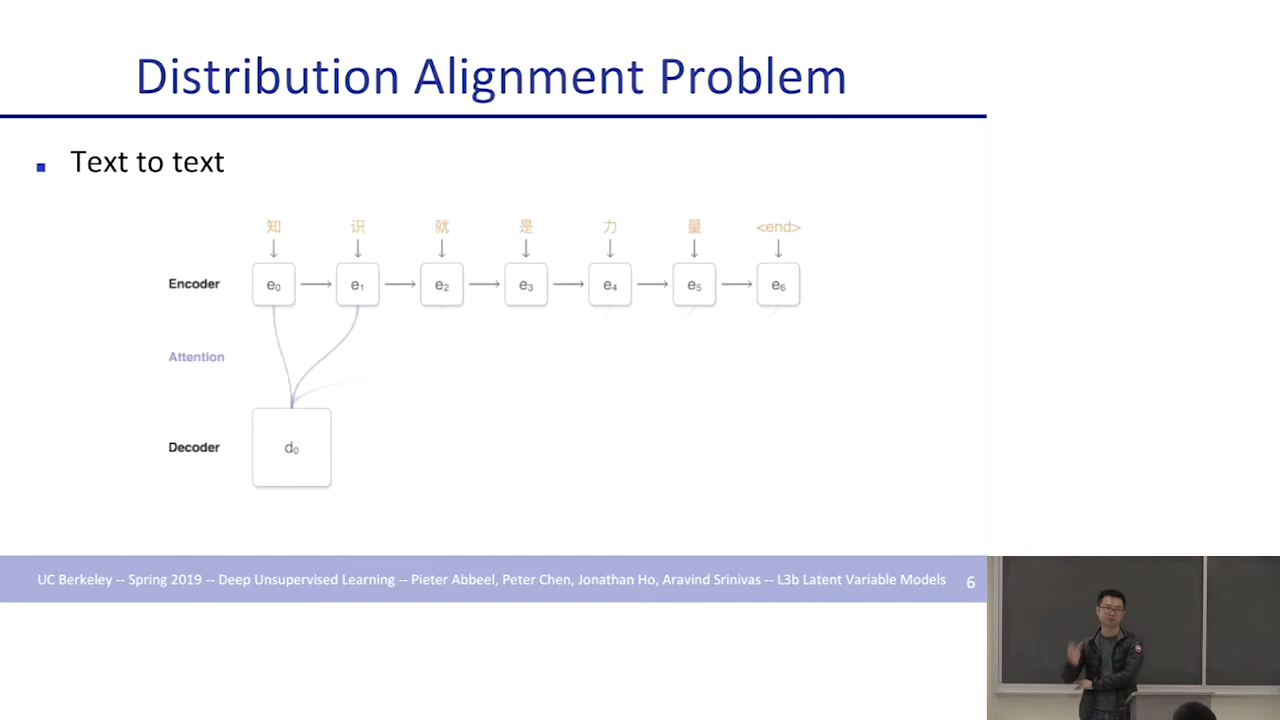 Distribution Alignment Problem
Text to text
知 识 就 是 力 量 <end>
Encoder e₀ e₁ e₂ e₃ e₄ e₅ e₆
Attention
Decoder d₀
UC Berkeley -- Spring 2019 -- Deep Unsupervised Learning -- Pieter Abbeel, Peter Chen, Jonathan Ho, Aravind Srinivas -- L3b Latent Variable Models 6